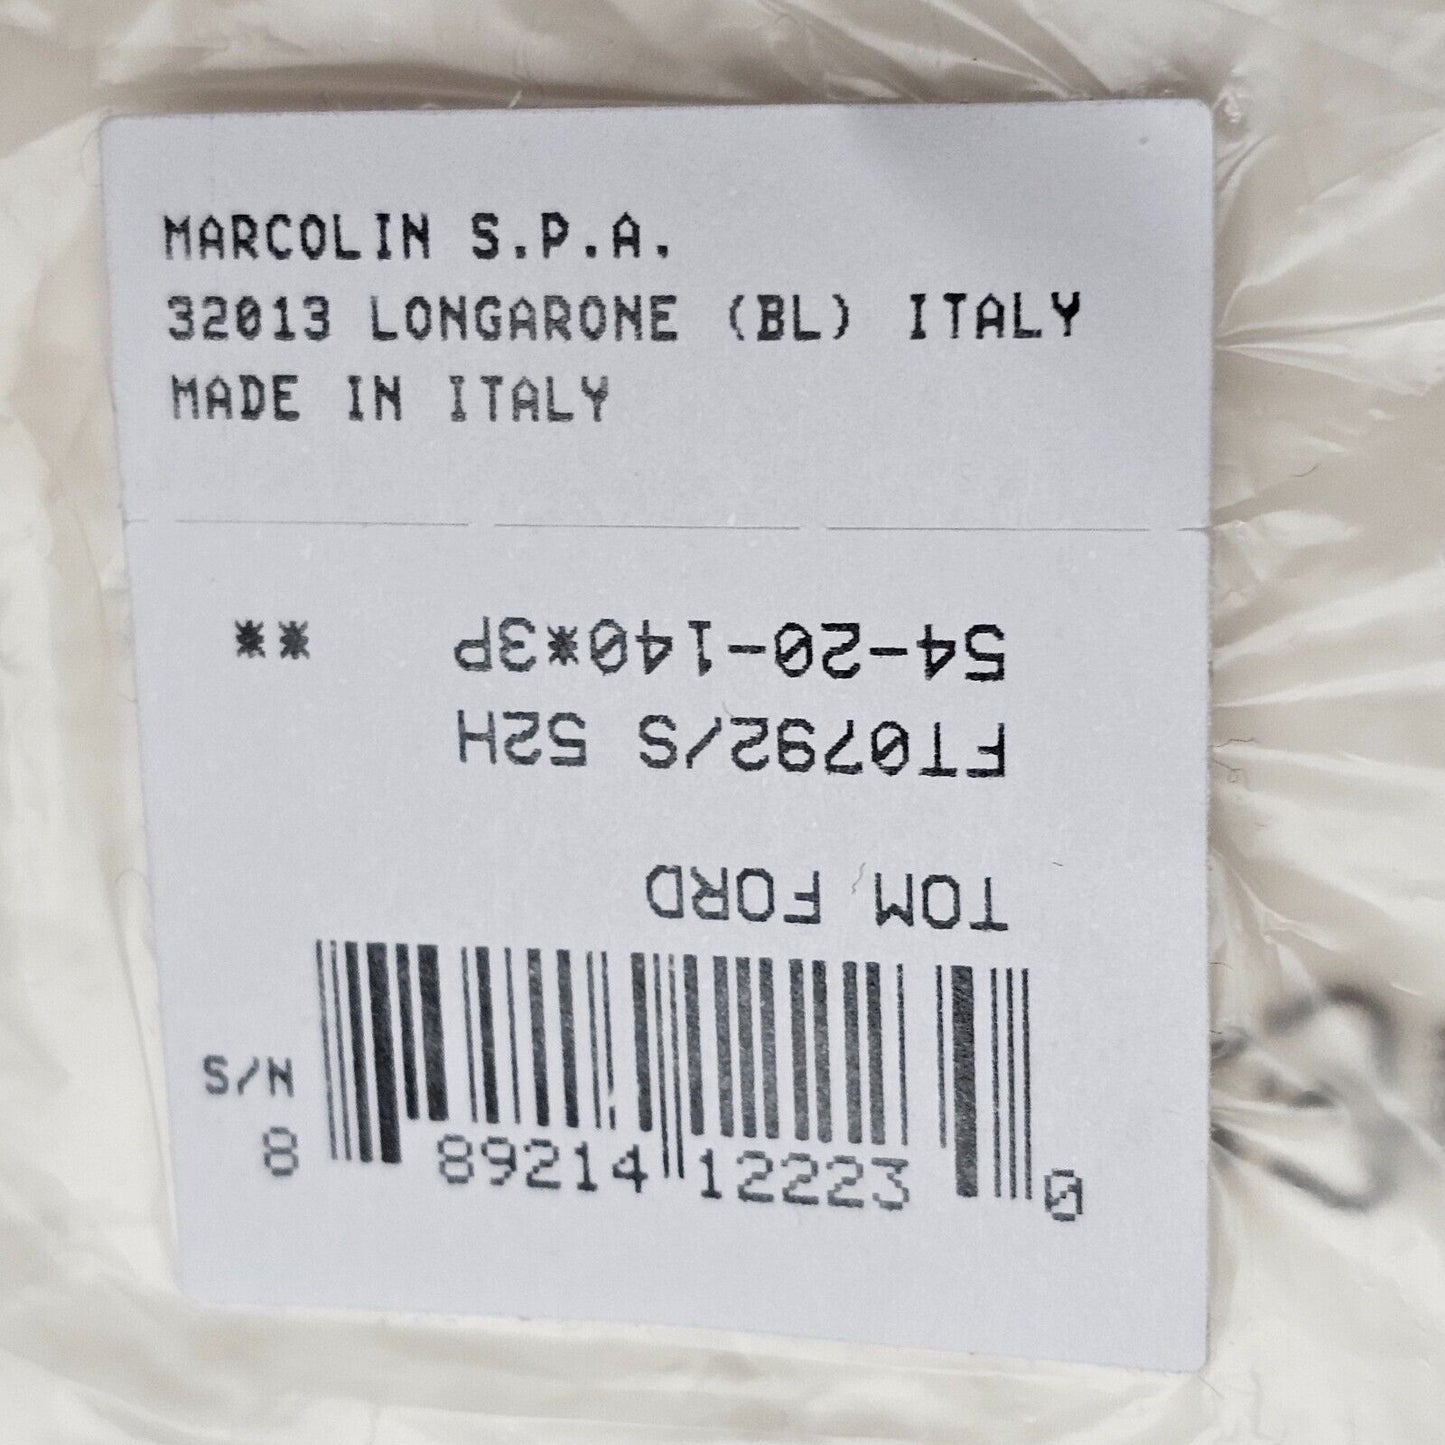 MARCOLIN S.P.A.
32013 LONGARONE (BL) ITALY
MADE IN ITALY
54-20-140*3P **
FT0792/S 52H
TOM FORD
S/N
8 89214 12223 0